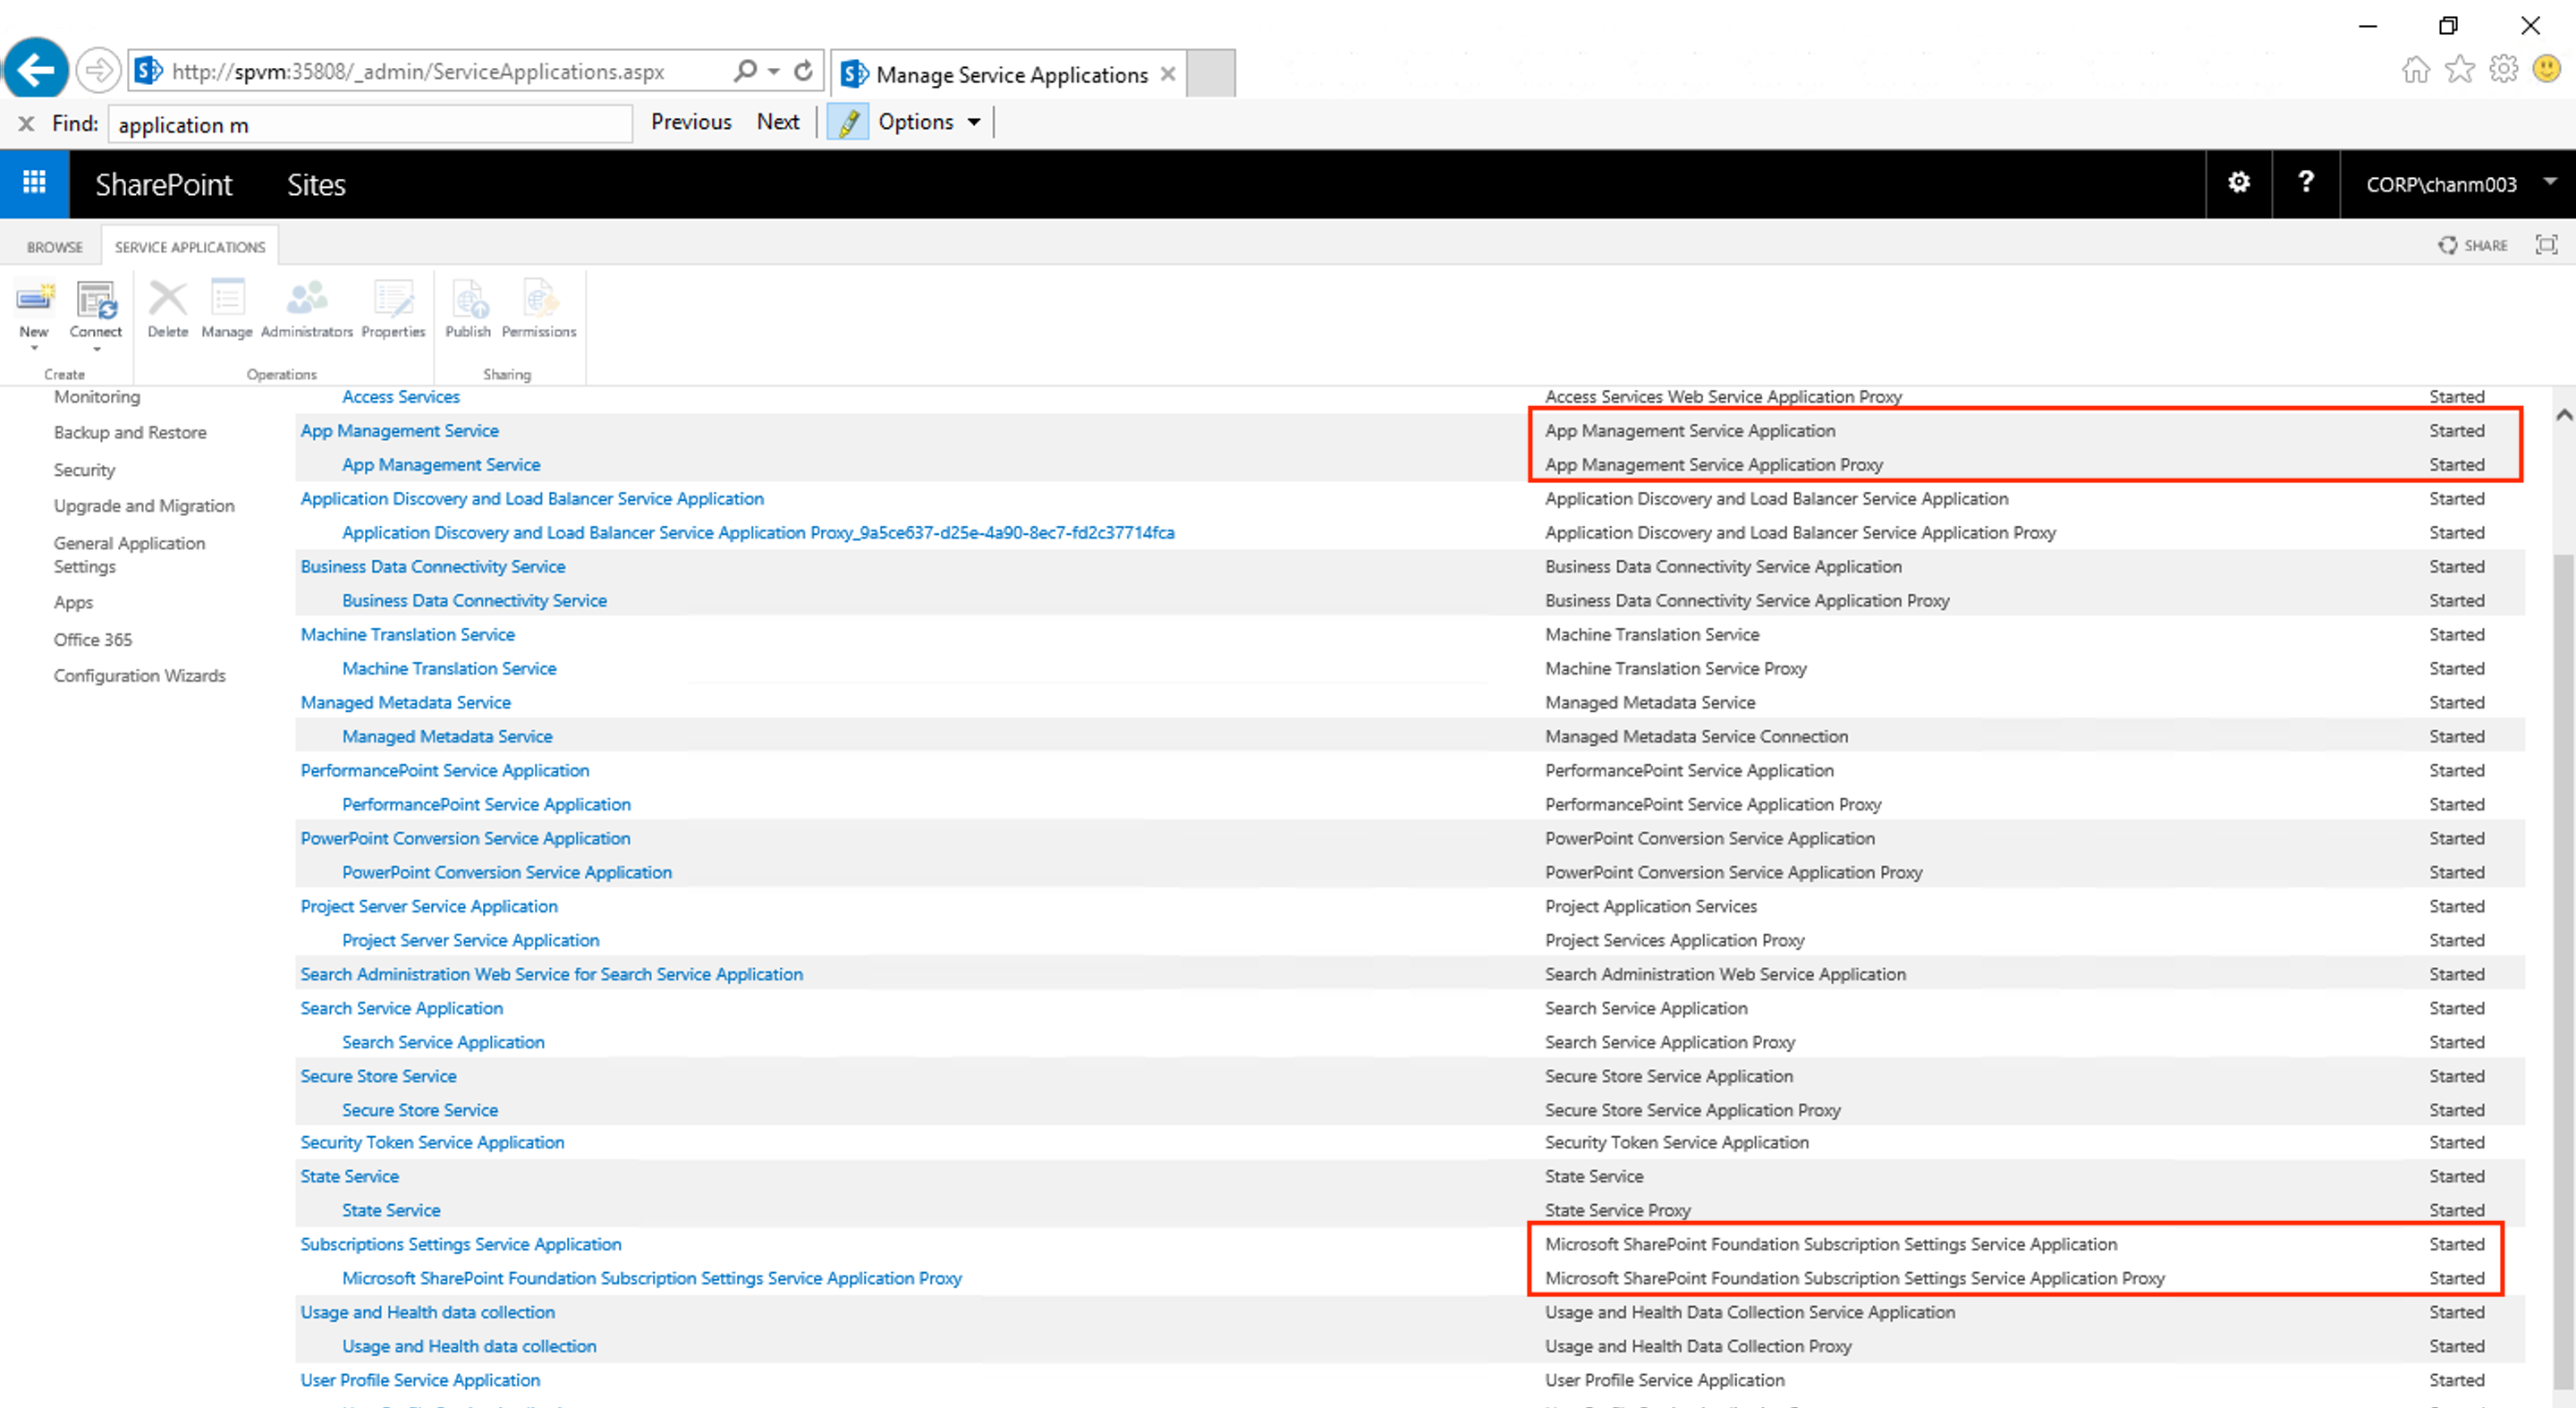 http://spvm:35808/_admin/ServiceApplications.aspx
Manage Service Applications
Find: application m Previous Next Options
SharePoint Sites ? CORP\chanm003
BROWSE SERVICE APPLICATIONS SHARE
New Connect Delete Manage Administrators Properties Publish Permissions
Create Operations Sharing
Monitoring
Backup and Restore
Security
Upgrade and Migration
General Application
Settings
Apps
Office 365
Configuration Wizards
Access Services Access Services Web Service Application Proxy Started
App Management Service App Management Service Application Started
App Management Service App Management Service Application Proxy Started
Application Discovery and Load Balancer Service Application Application Discovery and Load Balancer Service Application Started
Application Discovery and Load Balancer Service Application Proxy_9a5ce637-d25e-4a90-8ec7-fd2c37714fca Application Discovery and Load Balancer Service Application Proxy Started
Business Data Connectivity Service Business Data Connectivity Service Application Started
Business Data Connectivity Service Business Data Connectivity Service Application Proxy Started
Machine Translation Service Machine Translation Service Started
Machine Translation Service Machine Translation Service Proxy Started
Managed Metadata Service Managed Metadata Service Started
Managed Metadata Service Managed Metadata Service Connection Started
PerformancePoint Service Application PerformancePoint Service Application Started
PerformancePoint Service Application PerformancePoint Service Application Proxy Started
PowerPoint Conversion Service Application PowerPoint Conversion Service Application Started
PowerPoint Conversion Service Application PowerPoint Conversion Service Application Proxy Started
Project Server Service Application Project Application Services Started
Project Server Service Application Project Services Application Proxy Started
Search Administration Web Service for Search Service Application Search Administration Web Service Application Started
Search Service Application Search Service Application Started
Search Service Application Search Service Application Proxy Started
Secure Store Service Secure Store Service Application Started
Secure Store Service Secure Store Service Application Proxy Started
Security Token Service Application Security Token Service Application Started
State Service State Service Started
State Service State Service Proxy Started
Subscriptions Settings Service Application Microsoft SharePoint Foundation Subscription Settings Service Application Started
Microsoft SharePoint Foundation Subscription Settings Service Application Proxy Microsoft SharePoint Foundation Subscription Settings Service Application Proxy Started
Usage and Health data collection Usage and Health Data Collection Service Application Started
Usage and Health data collection Usage and Health Data Collection Proxy Started
User Profile Service Application User Profile Service Application Started